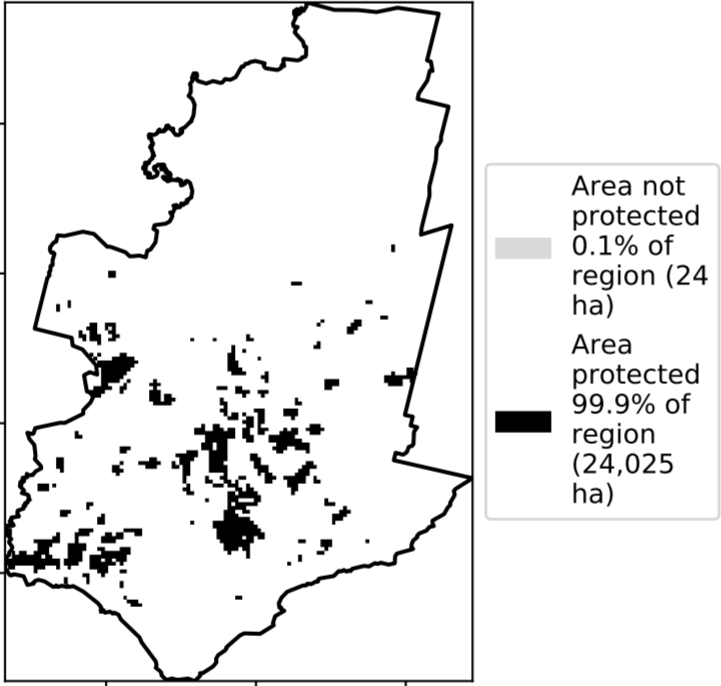 Area not
protected
0.1% of
region (24
ha)
Area
protected
99.9% of
region
(24,025
ha)